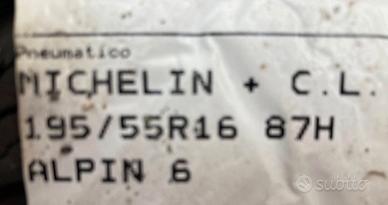 Pneumatico
MICHELIN + C.L.
195/55R16 87H
ALPIN 6
subito